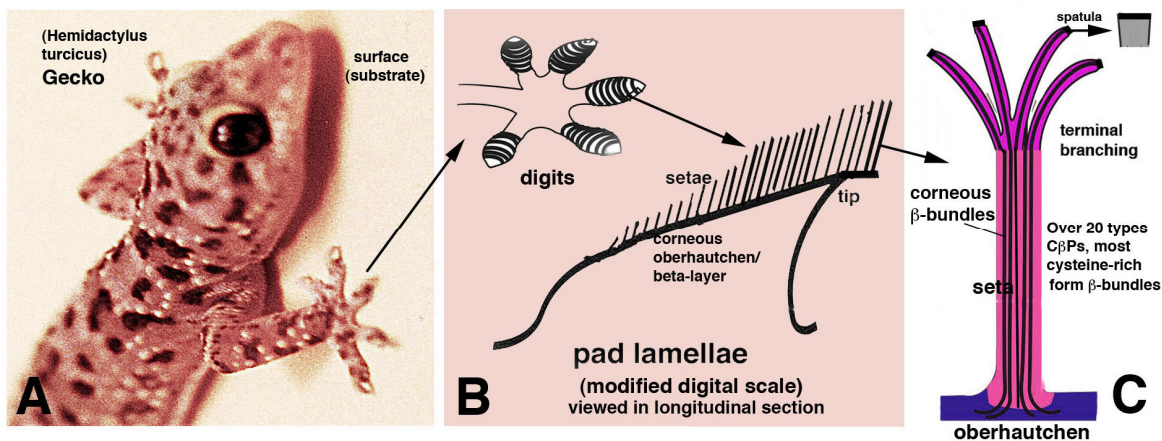 (Hemidactylus
turcicus)
Gecko
surface
(substrate)
A
digits
setae
tip
corneous
oberhautchen/
beta-layer
pad lamellae
(modified digital scale)
viewed in longitudinal section
B
spatula
terminal
branching
corneous
β-bundles
Over 20 types
CβPs, most
cysteine-rich
form β-bundles
seta
C
oberhautchen